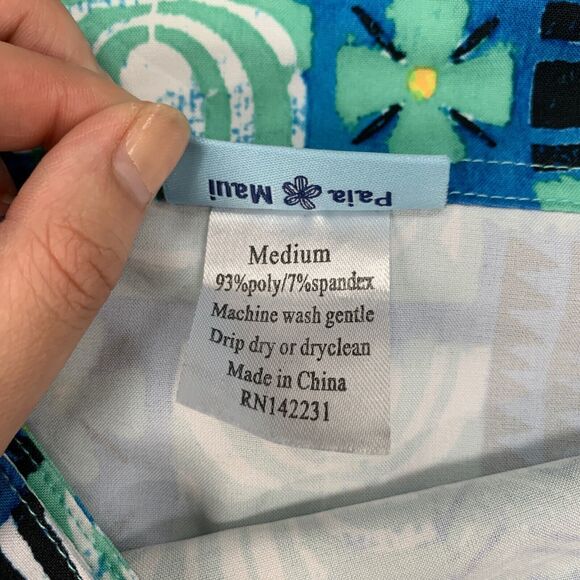 Paia Maui
Medium
93%poly/7%spandex
Machine wash gentle
Drip dry or dryclean
Made in China
RN142231